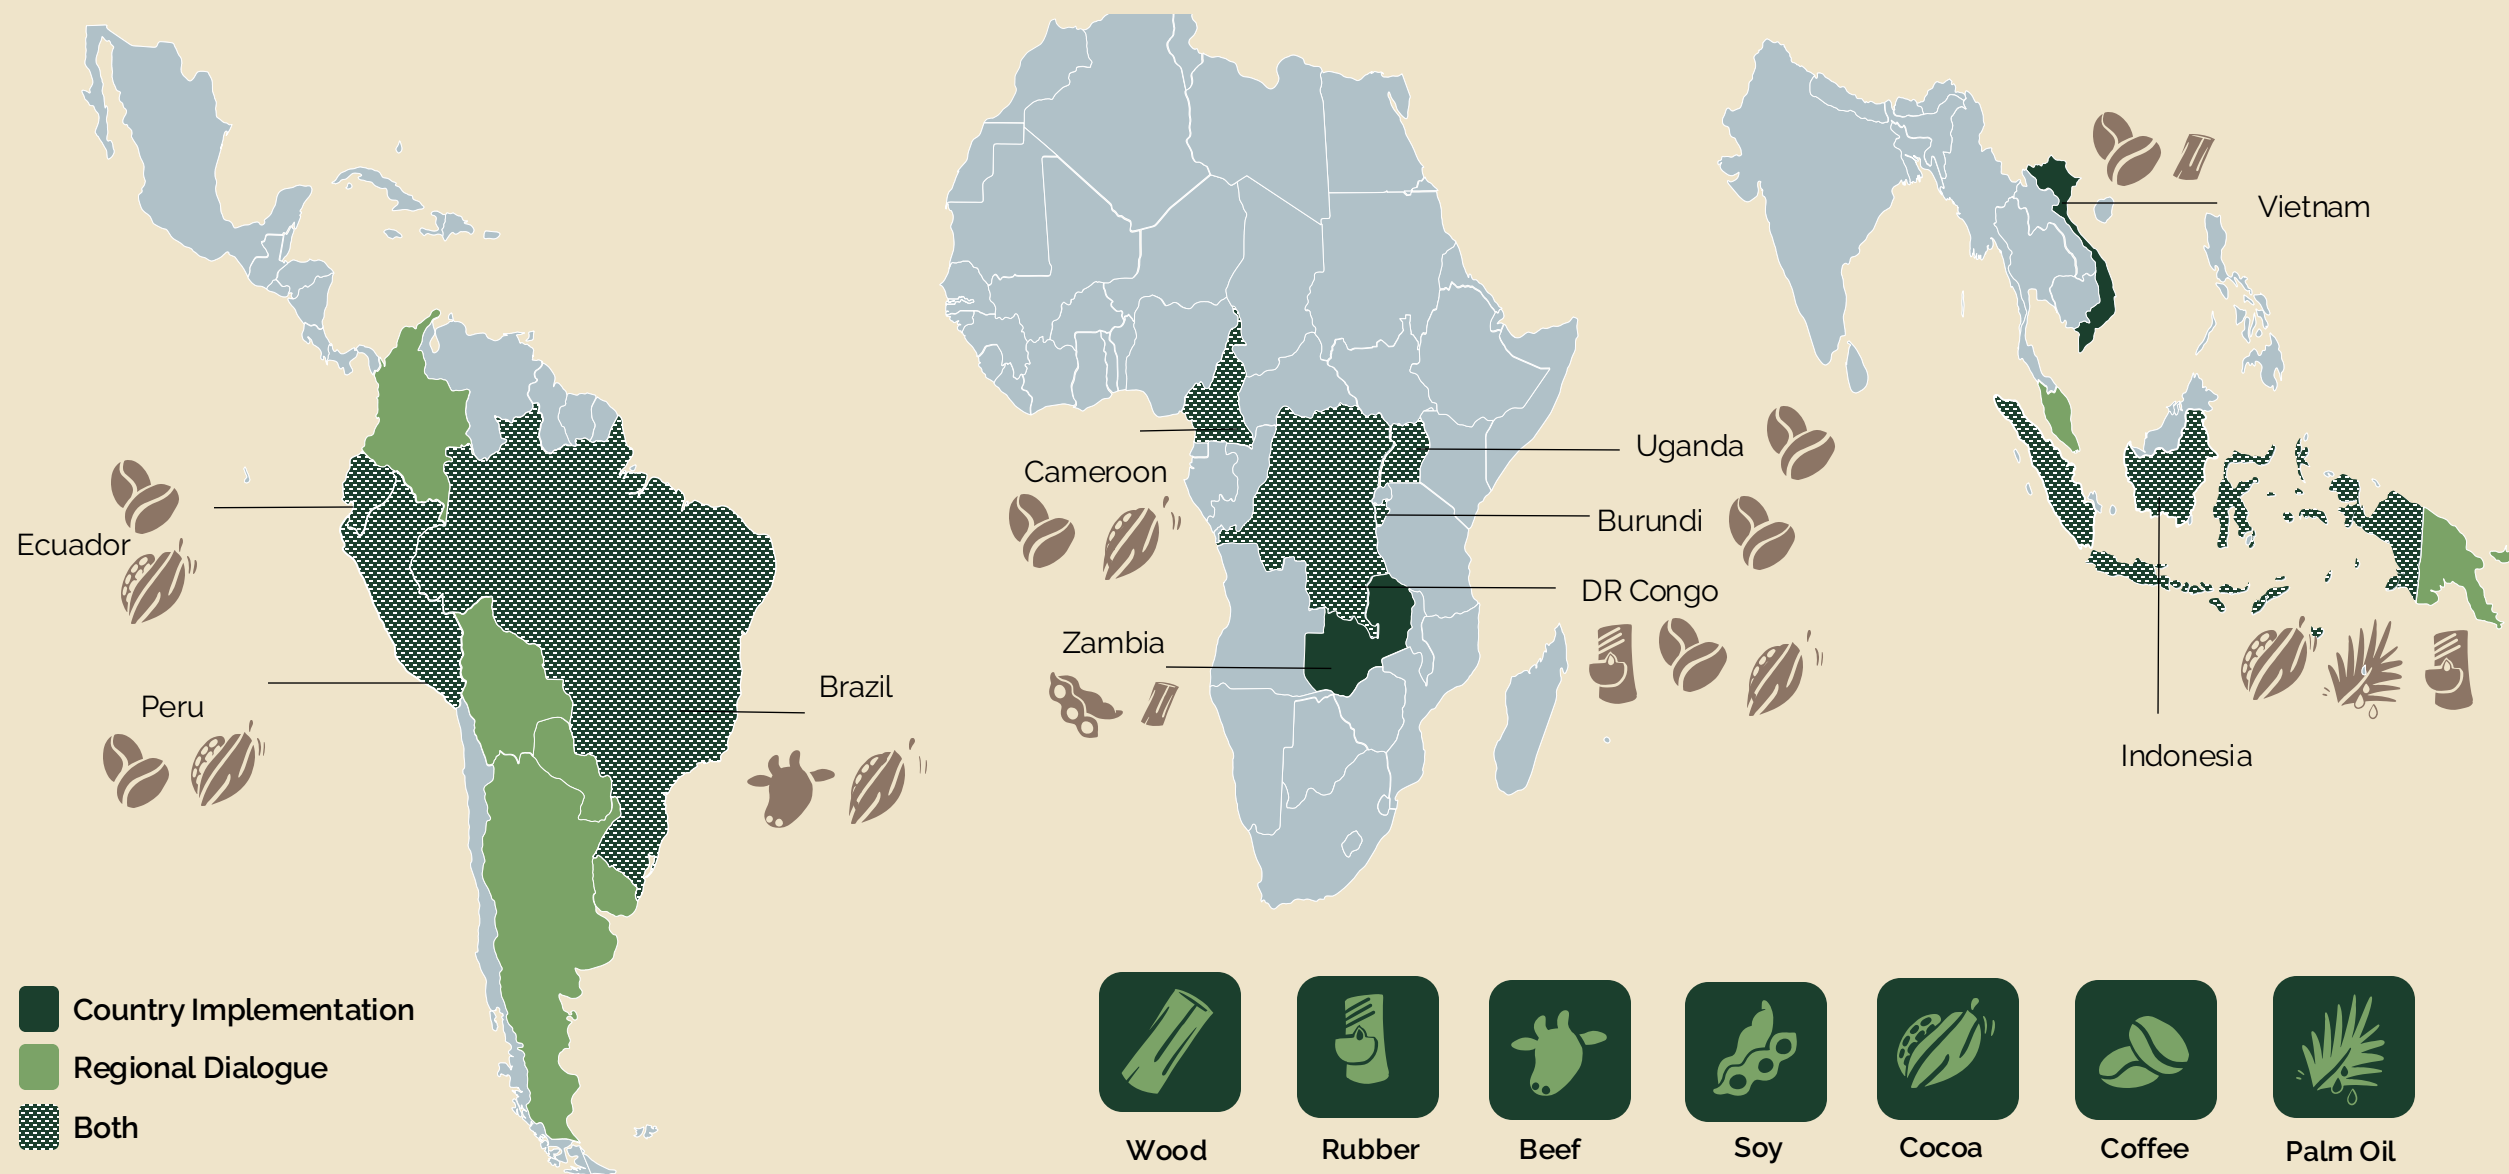 Vietnam
Uganda
Cameroon
Burundi
Ecuador
DR Congo
Zambia
Brazil
Peru
Indonesia
Country Implementation
Regional Dialogue
Both
Wood
Rubber
Beef
Soy
Cocoa
Coffee
Palm Oil